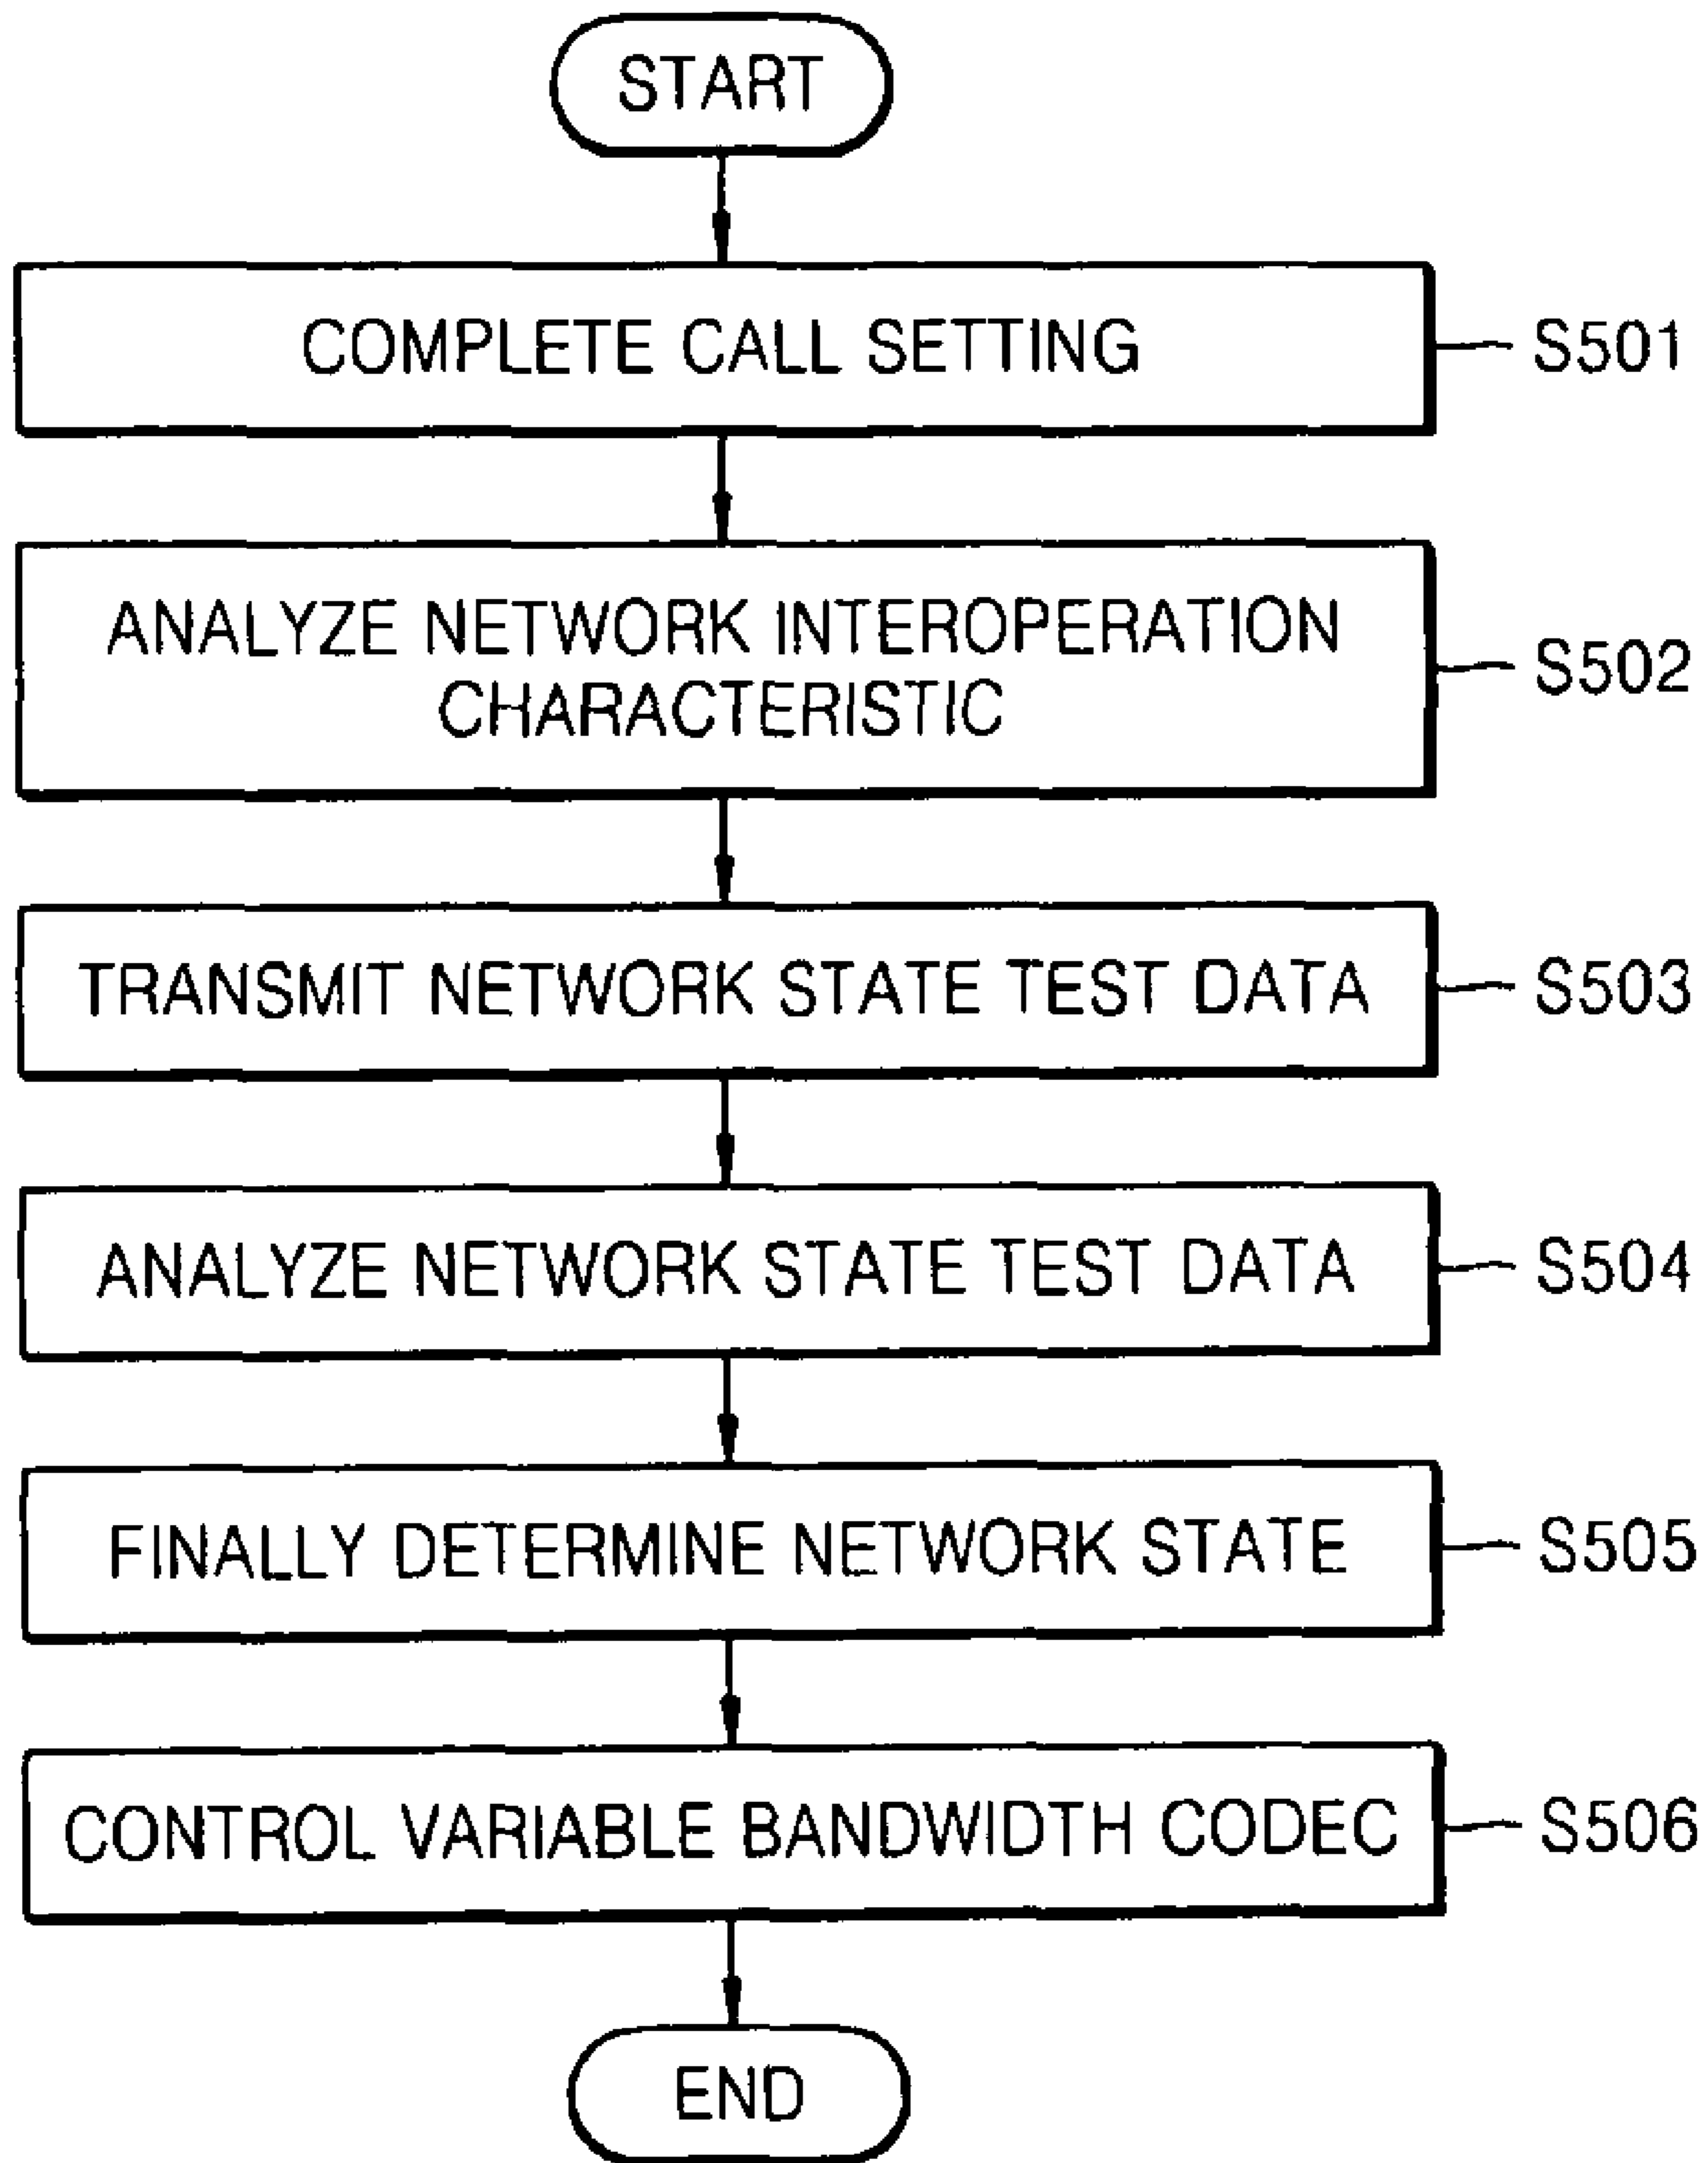 START
COMPLETE CALL SETTING
S501
ANALYZE NETWORK INTEROPERATION
CHARACTERISTIC
S502
TRANSMIT NETWORK STATE TEST DATA
S503
ANALYZE NETWORK STATE TEST DATA
S504
FINALLY DETERMINE NETWORK STATE
S505
CONTROL VARIABLE BANDWIDTH CODEC
S506
END